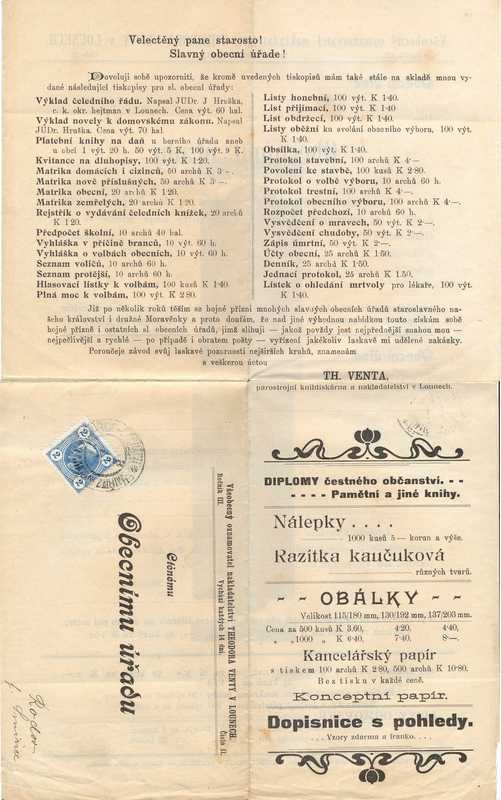 Velectěný pane starosto!
Slavný obecní úřade!
Dovoluji sobě upozorniti, že kromě uvedených tiskopisů mám také stále na skladě mnou vy-
dané následující tiskopisy pro sl. obecní úřady:
Výklad čeledního řádu. Napsal JUDr. J Hruška,
c. k. okr. hejtman v Lounech. Cena výt. 60 hal.
Výklad novely k domovskému zákonu. Napsal
JUDr. Hruška. Cena výt. 70 hal
Platební knihy na daň u berního úřadu aneb
u obcí 1 výt. 20 h. 50 výt. 5 K, 100 výt. 9 K.
Kvitance na dluhopisy, 100 výt. K 1·20.
Matrika domácích a cizinců, 50 archů K 3·-.
Matrika nově příslušných, 50 archů K 3·—.
Matrika obecní, 20 archů K 1·20.
Matrika zemřelých, 20 archů K 1·20.
Rejstřík o vydávání čeledních knížek, 20 archů
K 1·20.
Předpočet školní, 10 archů 40 hal.
Vyhláška v příčině branců, 10 výt. 60 h.
Vyhláška o volbách obecních, 10 výt. 60 h.
Seznam voličů, 10 archů 60 h.
Seznam protější, 10 archů 60 h.
Hlasovací lístky k volbám, 100 kusů K 1·40
Plná moc k volbám, 100 výt. K 2 80.
Listy honební, 100 výt. K 1·40.
List přijímací, 100 výt. K 1·40
List obdržecí, 100 výt. K 1·40.
Listy oběžní ku svolání obecního výboru, 100 výt.
K 1·40.
Obsílka, 100 výt. K 1·40.
Protokol stavební, 100 archů K 4·—
Povolení ke stavbě, 100 kusů K 2·80.
Protokol o volbě výboru, 10 archů 60 h.
Protokol trestní, 100 archů K 4·—.
Protokol obecního výboru, 100 archů K 4·—.
Rozpočet předchozí, 10 archů 60 h.
Vysvědčení o mravech, 50 výt K 2·—.
Vysvědčení chudoby, 50 výt K 2·—.
Zápis úmrtní, 50 výt K 2·—.
Účty obecní, 25 archů K 1 50.
Denník, 25 archů K 1·50.
Jednací protokol, 25 archů K 1.50.
Lístek o ohledání mrtvoly pro lékaře, 100 výt.
K 1·40.
Již po několik roků těším se hojné přízni mnohých slavných obecních úřadů staroslavného na-
šeho království i družné Moravěnky a proto doufám, že nad jiné výhodnou nabídkou touto získám sobě
hojné přízně i ostatních sl. obecních úřadů, jimž slibuji — jakož povždy jest nejpřednější snahou mou —
nejpečlivější a rychlé — po případě i obratem pošty — vyřízení jakékoliv laskavě mi udělené zakázky.
Poroučeje závod svůj laskavé pozornosti nejširších kruhů, znamenám
s veškerou úctou
TH. VENTA,
parostrojní knihtiskárna a nakladatelství v Lounech.
Všeobecný oznamovatel nakladatelství THEODORA VENTY V LOUNECH.
Ročník III. Vychází každých 14 dní. Číslo 11.
Ctěnému
Obecnímu úřadu
2
2
DIPLOMY čestného občanství. - -
- - - - Pamětní a jiné knihy.
Nálepky . . . .
1000 kusů 5 — korun a výše.
Razítka kaučuková
různých tvarů.
- - OBÁLKY - -
Velikost 115/180 mm, 130/192 mm, 137/203 mm.
Cena za 500 kusů K 3.60, 4.20, 4·40,
„ „ 1000 „ K 6·40, 7·40, 8·—.
Kancelářský papír
s tiskem 100 archů K 2 80, 500 archů K 10·80.
Bez tisku v každé ceně.
Konceptní papír.
Dopisnice s pohledy.
. . . Vzory zdarma a franko. . . .